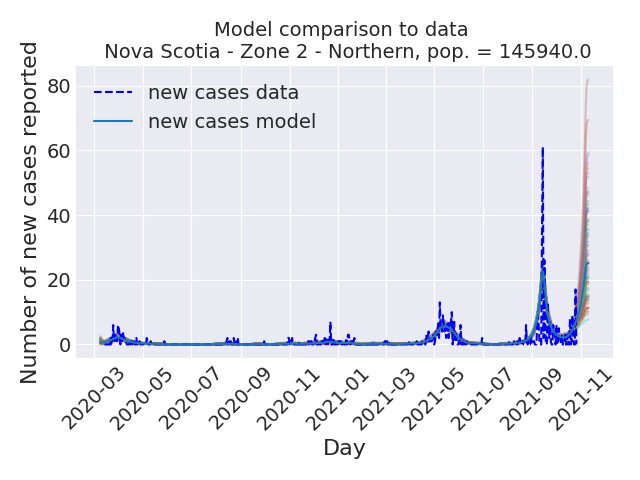 Model comparison to data
Nova Scotia - Zone 2 - Northern, pop. = 145940.0
Number of new cases reported
80
60
40
20
0
new cases data
new cases model
2020-03
2020-05
2020-07
2020-09
2020-11
2021-01
2021-03
2021-05
2021-07
2021-09
2021-11
Day